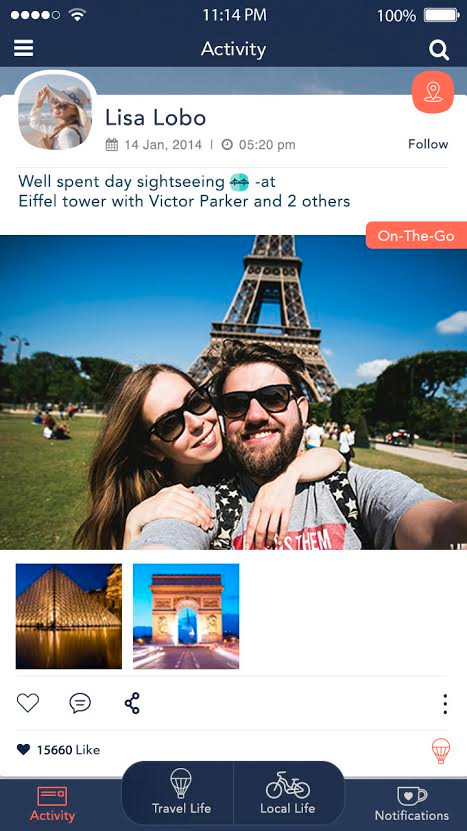 11:14 PM 100%
Activity
Lisa Lobo
14 Jan, 2014 | 05:20 pm Follow
Well spent day sightseeing -at
Eiffel tower with Victor Parker and 2 others
On-The-Go
THEM
15660 Like
Activity Travel Life Local Life Notifications